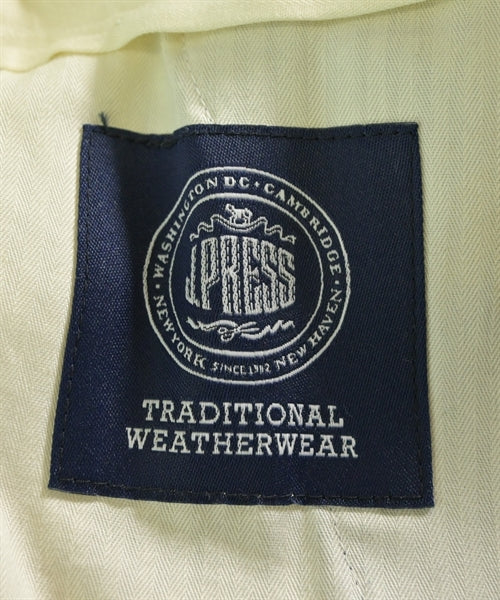 WASHINGTON DC • CAMBRIDGE • NEW HAVEN • NEW YORK •
J.PRESS
SINCE 1902
TRADITIONAL
WEATHERWEAR